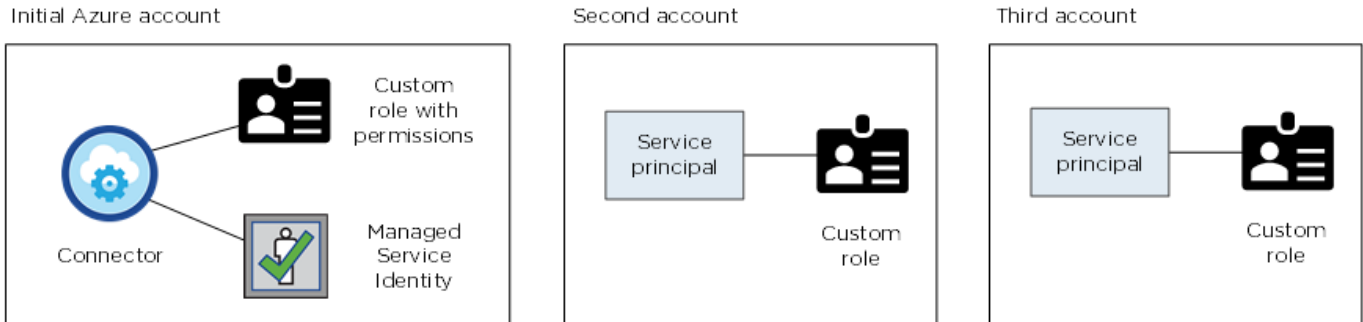 Initial Azure account
Second account
Third account
Custom
role with
permissions
Connector
Managed
Service
Identity
Service
principal
Custom
role
Service
principal
Custom
role